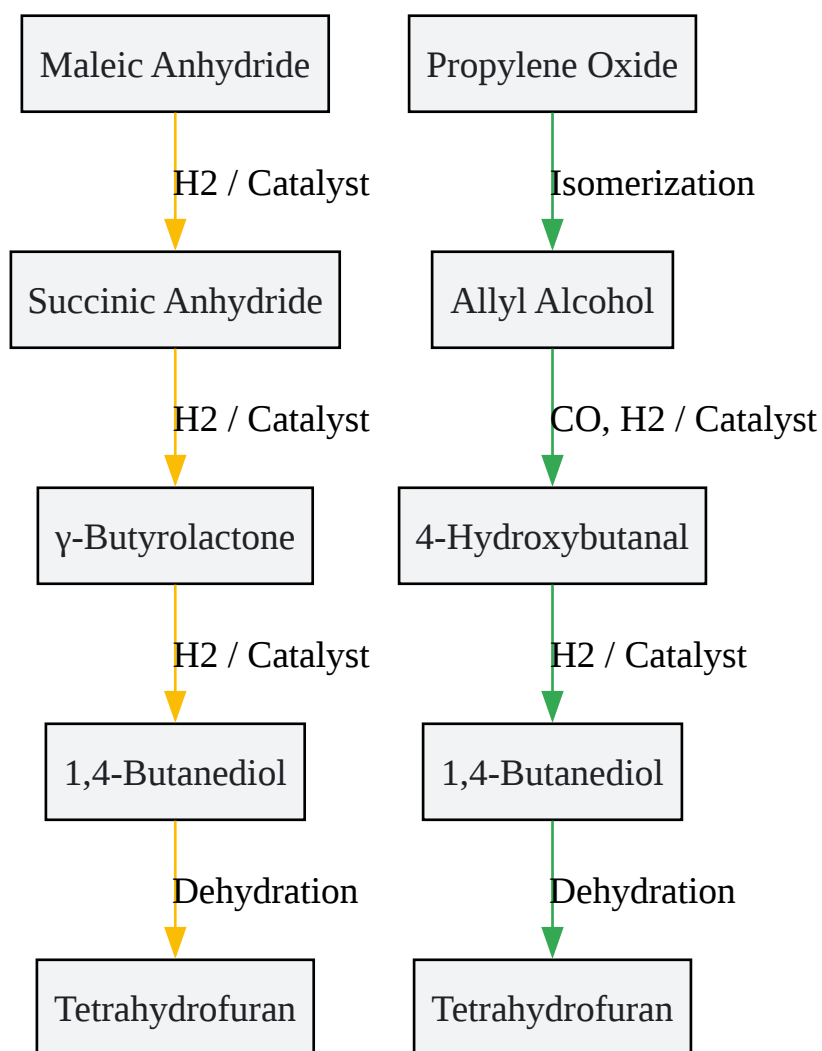 Maleic Anhydride
H2 / Catalyst
Succinic Anhydride
H2 / Catalyst
γ-Butyrolactone
H2 / Catalyst
1,4-Butanediol
Dehydration
Tetrahydrofuran
Propylene Oxide
Isomerization
Allyl Alcohol
CO, H2 / Catalyst
4-Hydroxybutanal
H2 / Catalyst
1,4-Butanediol
Dehydration
Tetrahydrofuran